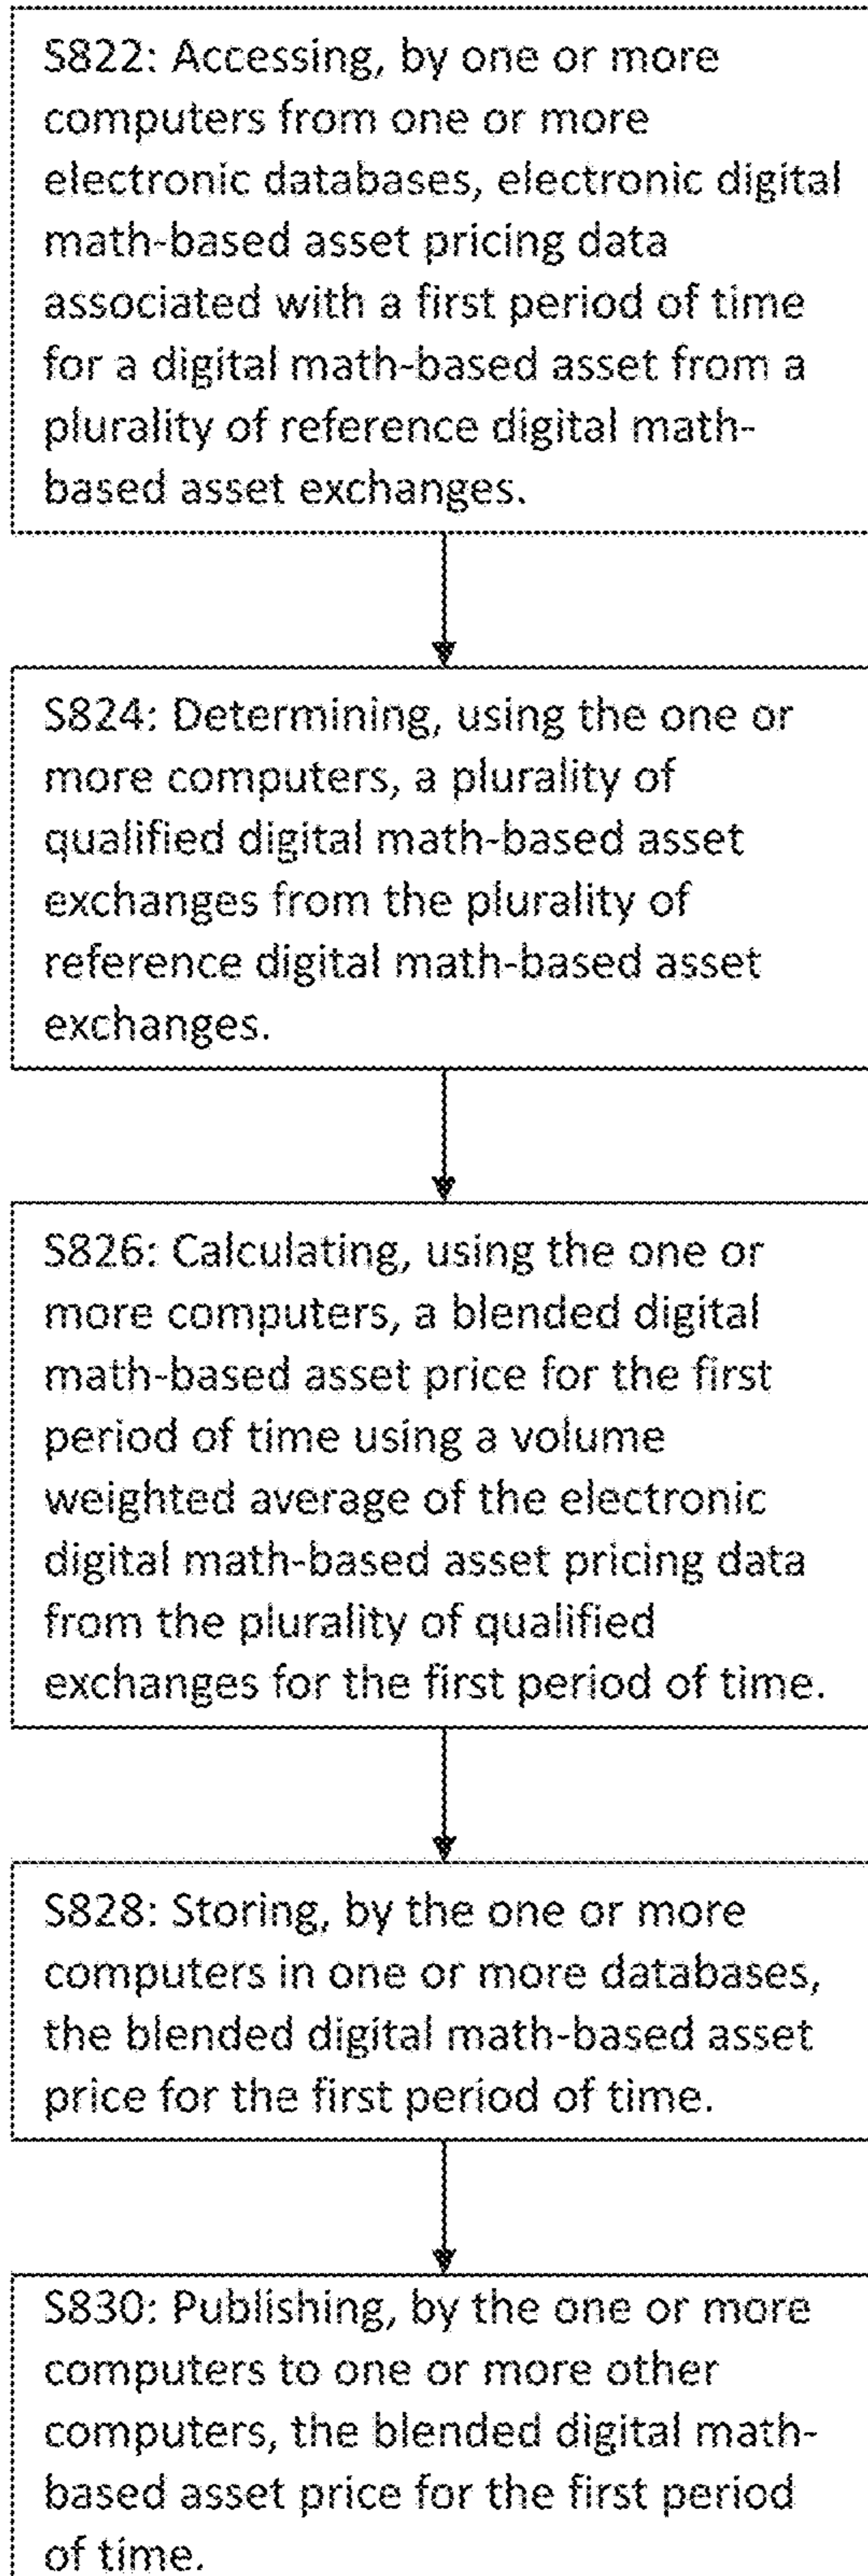 S822: Accessing, by one or more
computers from one or more
electronic databases, electronic digital
math-based asset pricing data
associated with a first period of time
for a digital math-based asset from a
plurality of reference digital math-
based asset exchanges.
S824: Determining, using the one or
more computers, a plurality of
qualified digital math-based asset
exchanges from the plurality of
reference digital math-based asset
exchanges.
S826: Calculating, using the one or
more computers, a blended digital
math-based asset price for the first
period of time using a volume
weighted average of the electronic
digital math-based asset pricing data
from the plurality of qualified
exchanges for the first period of time.
S828: Storing, by the one or more
computers in one or more databases,
the blended digital math-based asset
price for the first period of time.
S830: Publishing, by the one or more
computers to one or more other
computers, the blended digital math-
based asset price for the first period
of time.